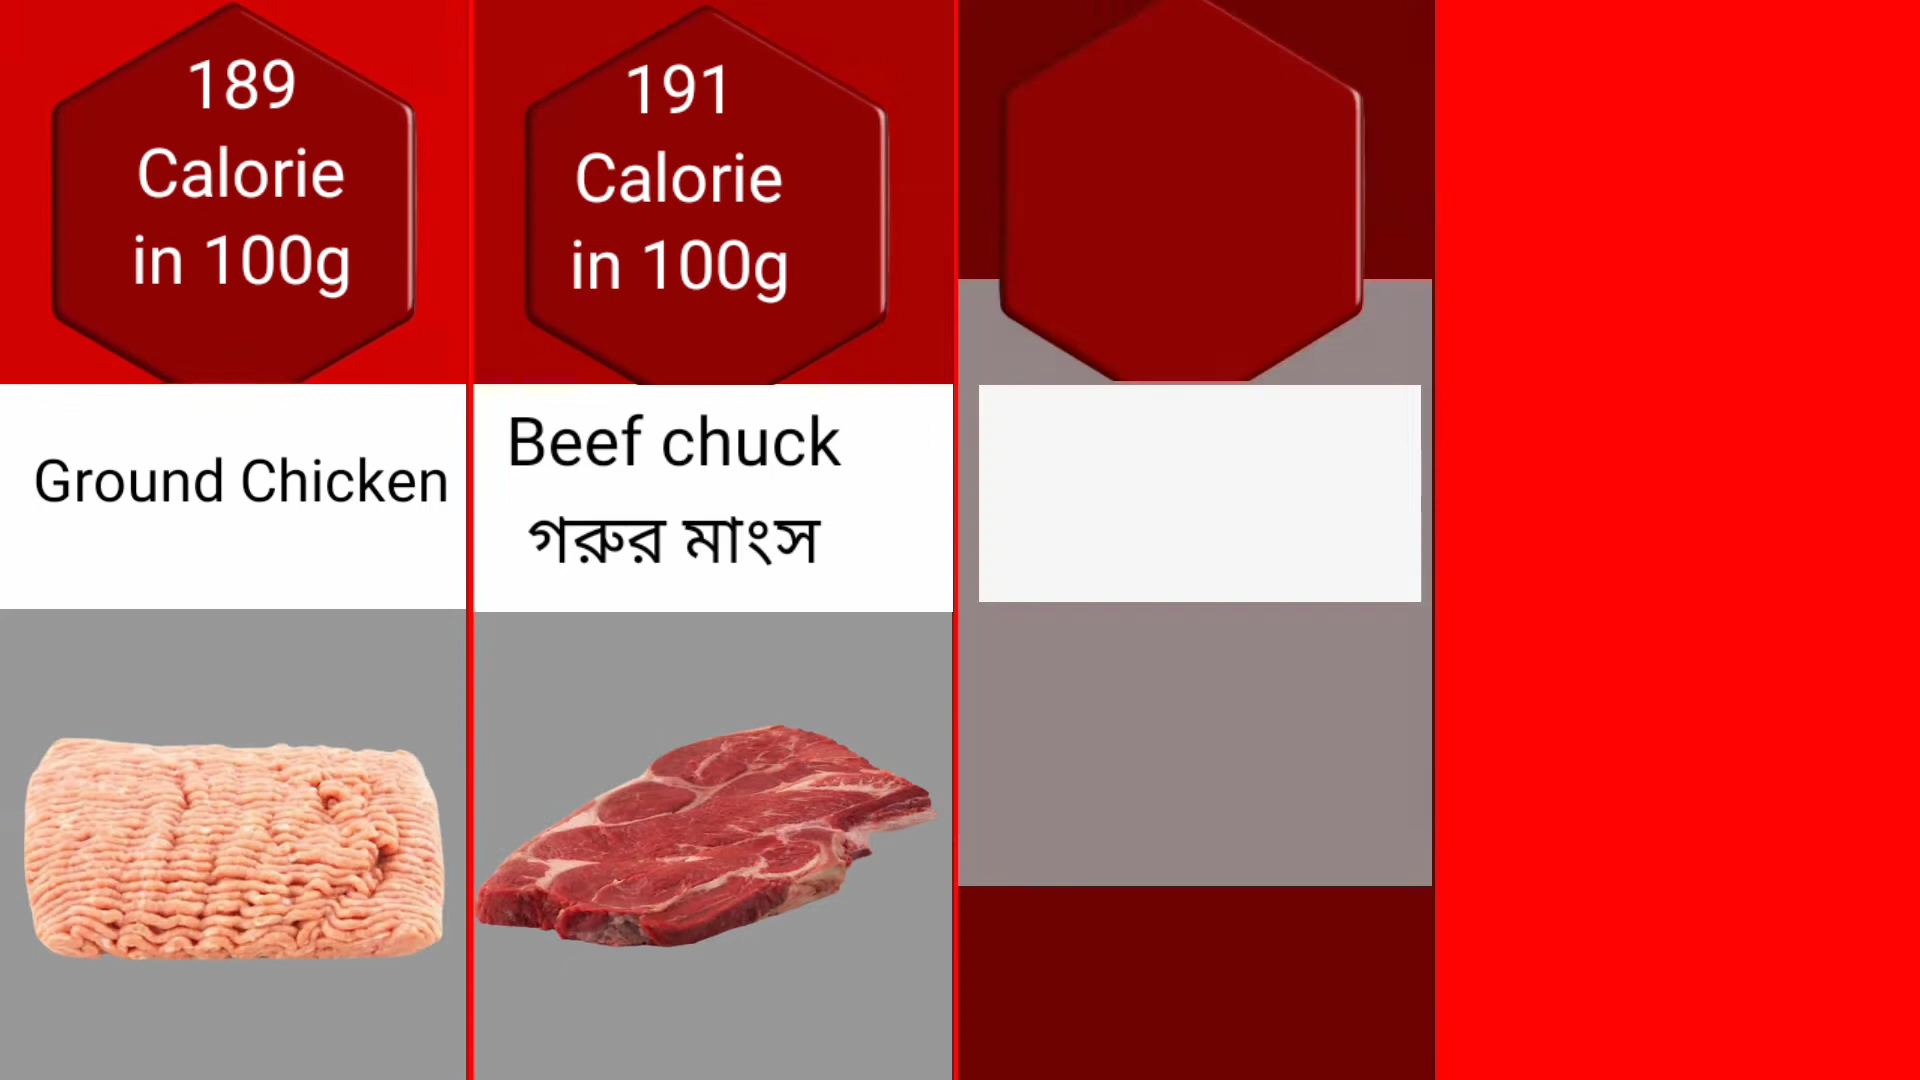 189
Calorie
in 100g
Ground Chicken
191
Calorie
in 100g
Beef chuck
গরুর মাংস